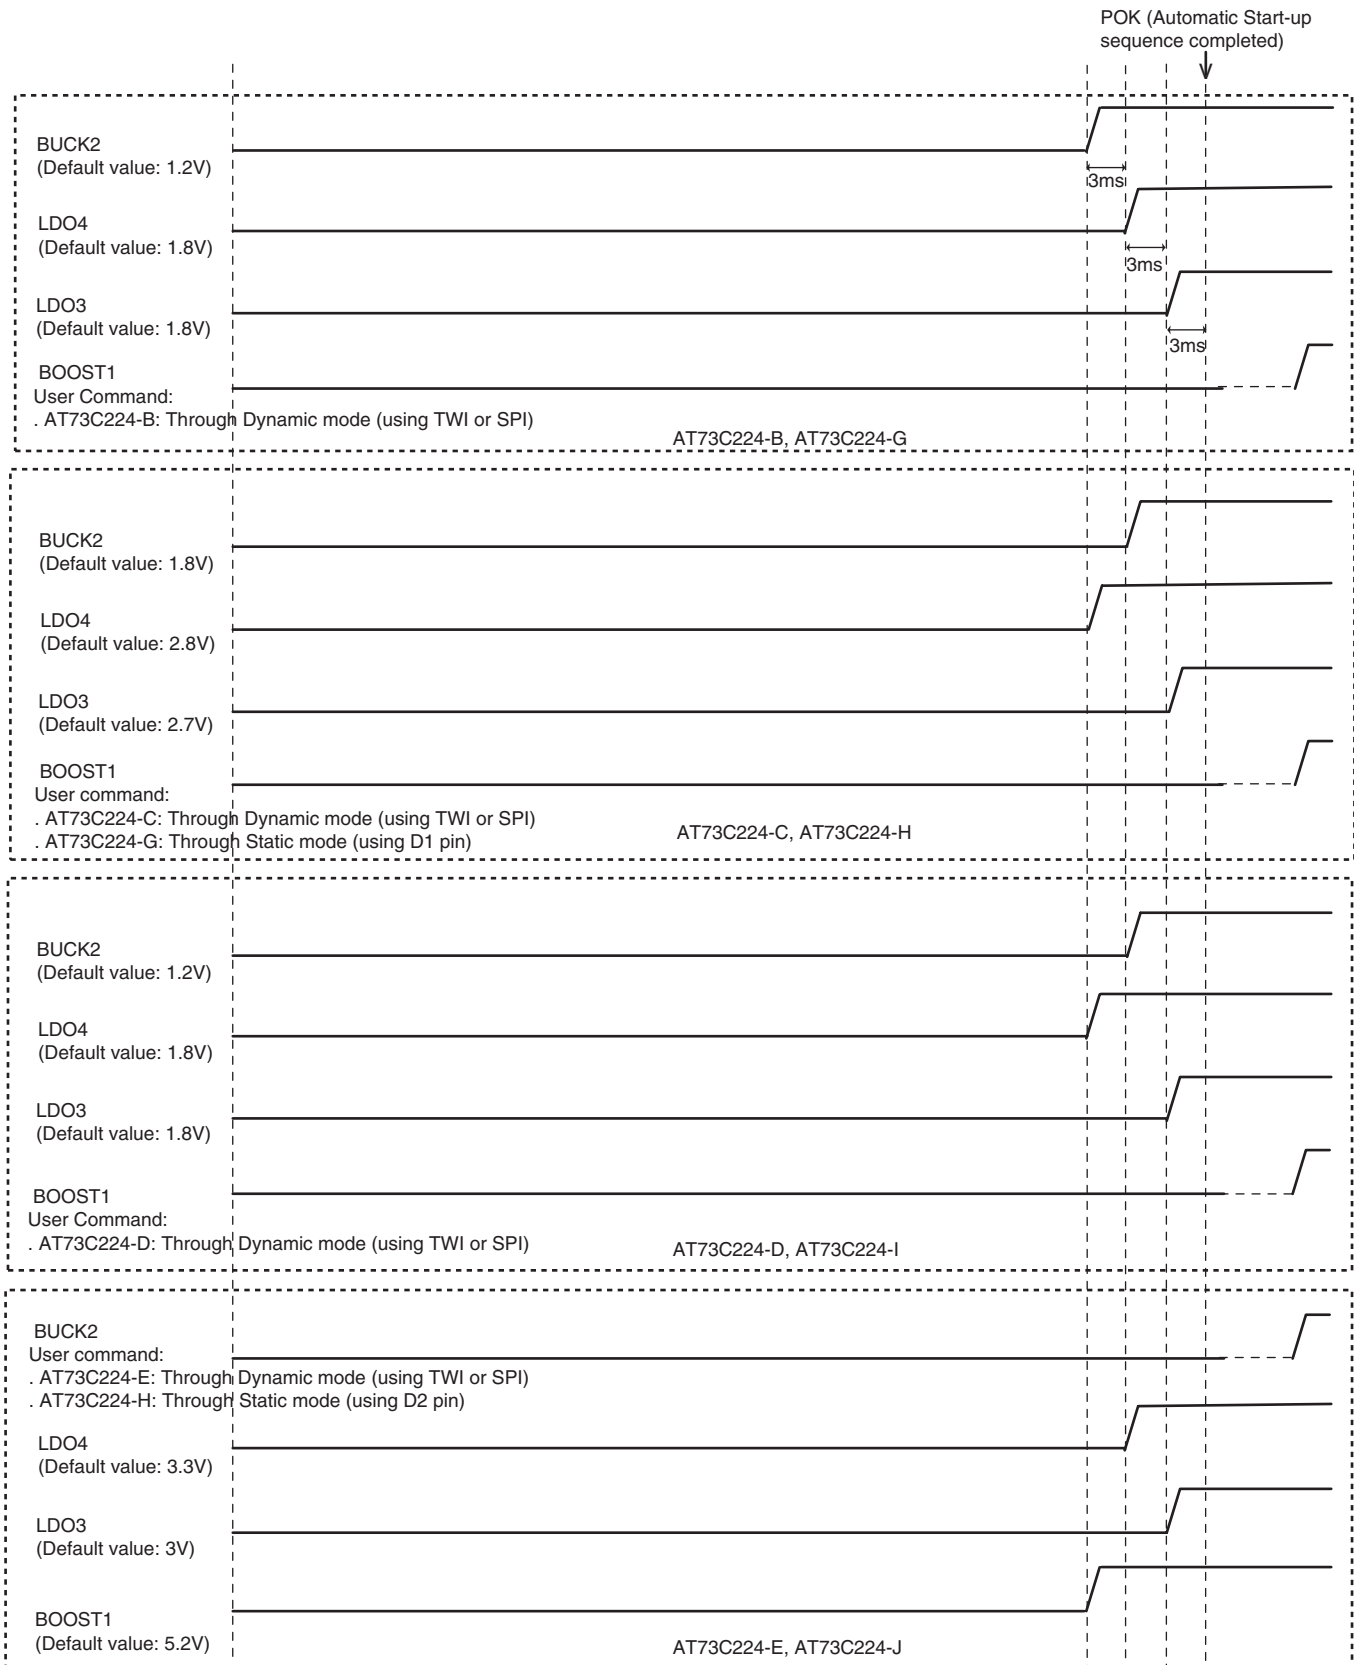 POK (Automatic Start-up
sequence completed)
BUCK2
(Default value: 1.2V)
3ms
LDO4
(Default value: 1.8V)
3ms
LDO3
(Default value: 1.8V)
3ms
BOOST1
User Command:
. AT73C224-B: Through Dynamic mode (using TWI or SPI)
AT73C224-B, AT73C224-G
BUCK2
(Default value: 1.8V)
LDO4
(Default value: 2.8V)
LDO3
(Default value: 2.7V)
BOOST1
User command:
. AT73C224-C: Through Dynamic mode (using TWI or SPI)
. AT73C224-G: Through Static mode (using D1 pin)
AT73C224-C, AT73C224-H
BUCK2
(Default value: 1.2V)
LDO4
(Default value: 1.8V)
LDO3
(Default value: 1.8V)
BOOST1
User Command:
. AT73C224-D: Through Dynamic mode (using TWI or SPI)
AT73C224-D, AT73C224-I
BUCK2
User command:
. AT73C224-E: Through Dynamic mode (using TWI or SPI)
. AT73C224-H: Through Static mode (using D2 pin)
LDO4
(Default value: 3.3V)
LDO3
(Default value: 3V)
BOOST1
(Default value: 5.2V)
AT73C224-E, AT73C224-J